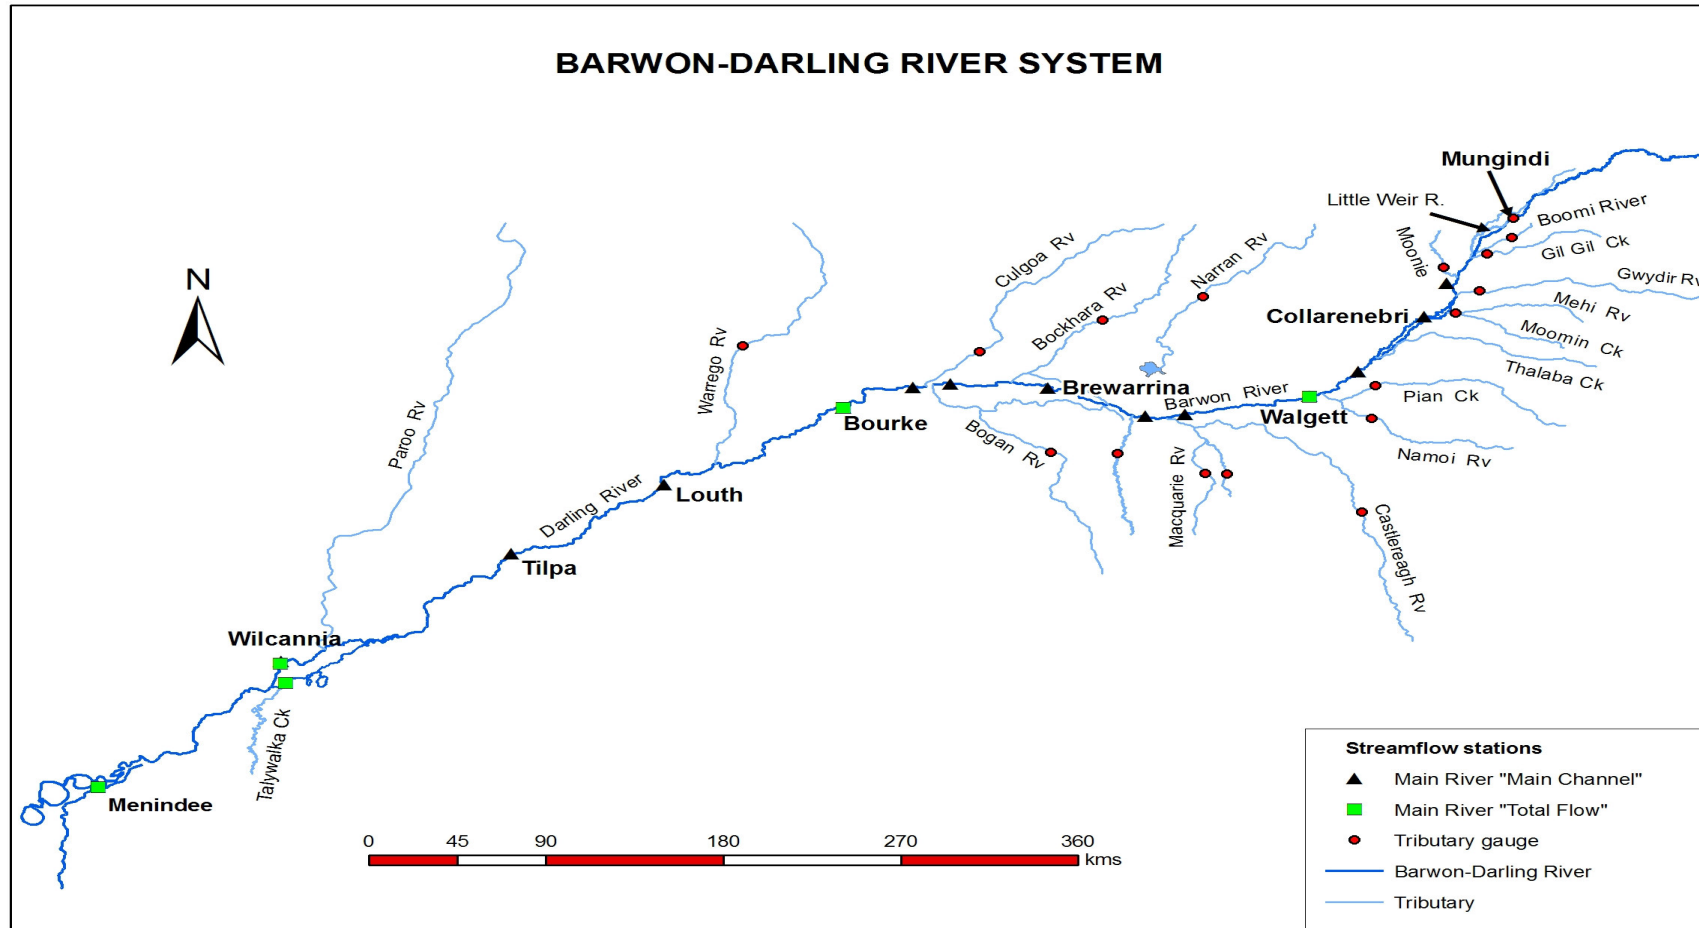 BARWON-DARLING RIVER SYSTEM
Mungindi
Little Weir R.
Boomi River
Gil Gil Ck
Moonie
Gwydir Rv
Mehi Rv
Collarenebri
Moomin Ck
Thalaba Ck
Pian Ck
Namoi Rv
Walgett
Barwon River
Narran Rv
Culgoa Rv
Bockhara Rv
Brewarrina
Castlereagh Rv
Macquarie Rv
Bogan Rv
Bourke
Warrego Rv
Louth
Darling River
Tilpa
Paroo Rv
N
Wilcannia
Talywalka Ck
Menindee
0 45 90 180 270 360
kms
Streamflow stations
Main River "Main Channel"
Main River "Total Flow"
Tributary gauge
Barwon-Darling River
Tributary